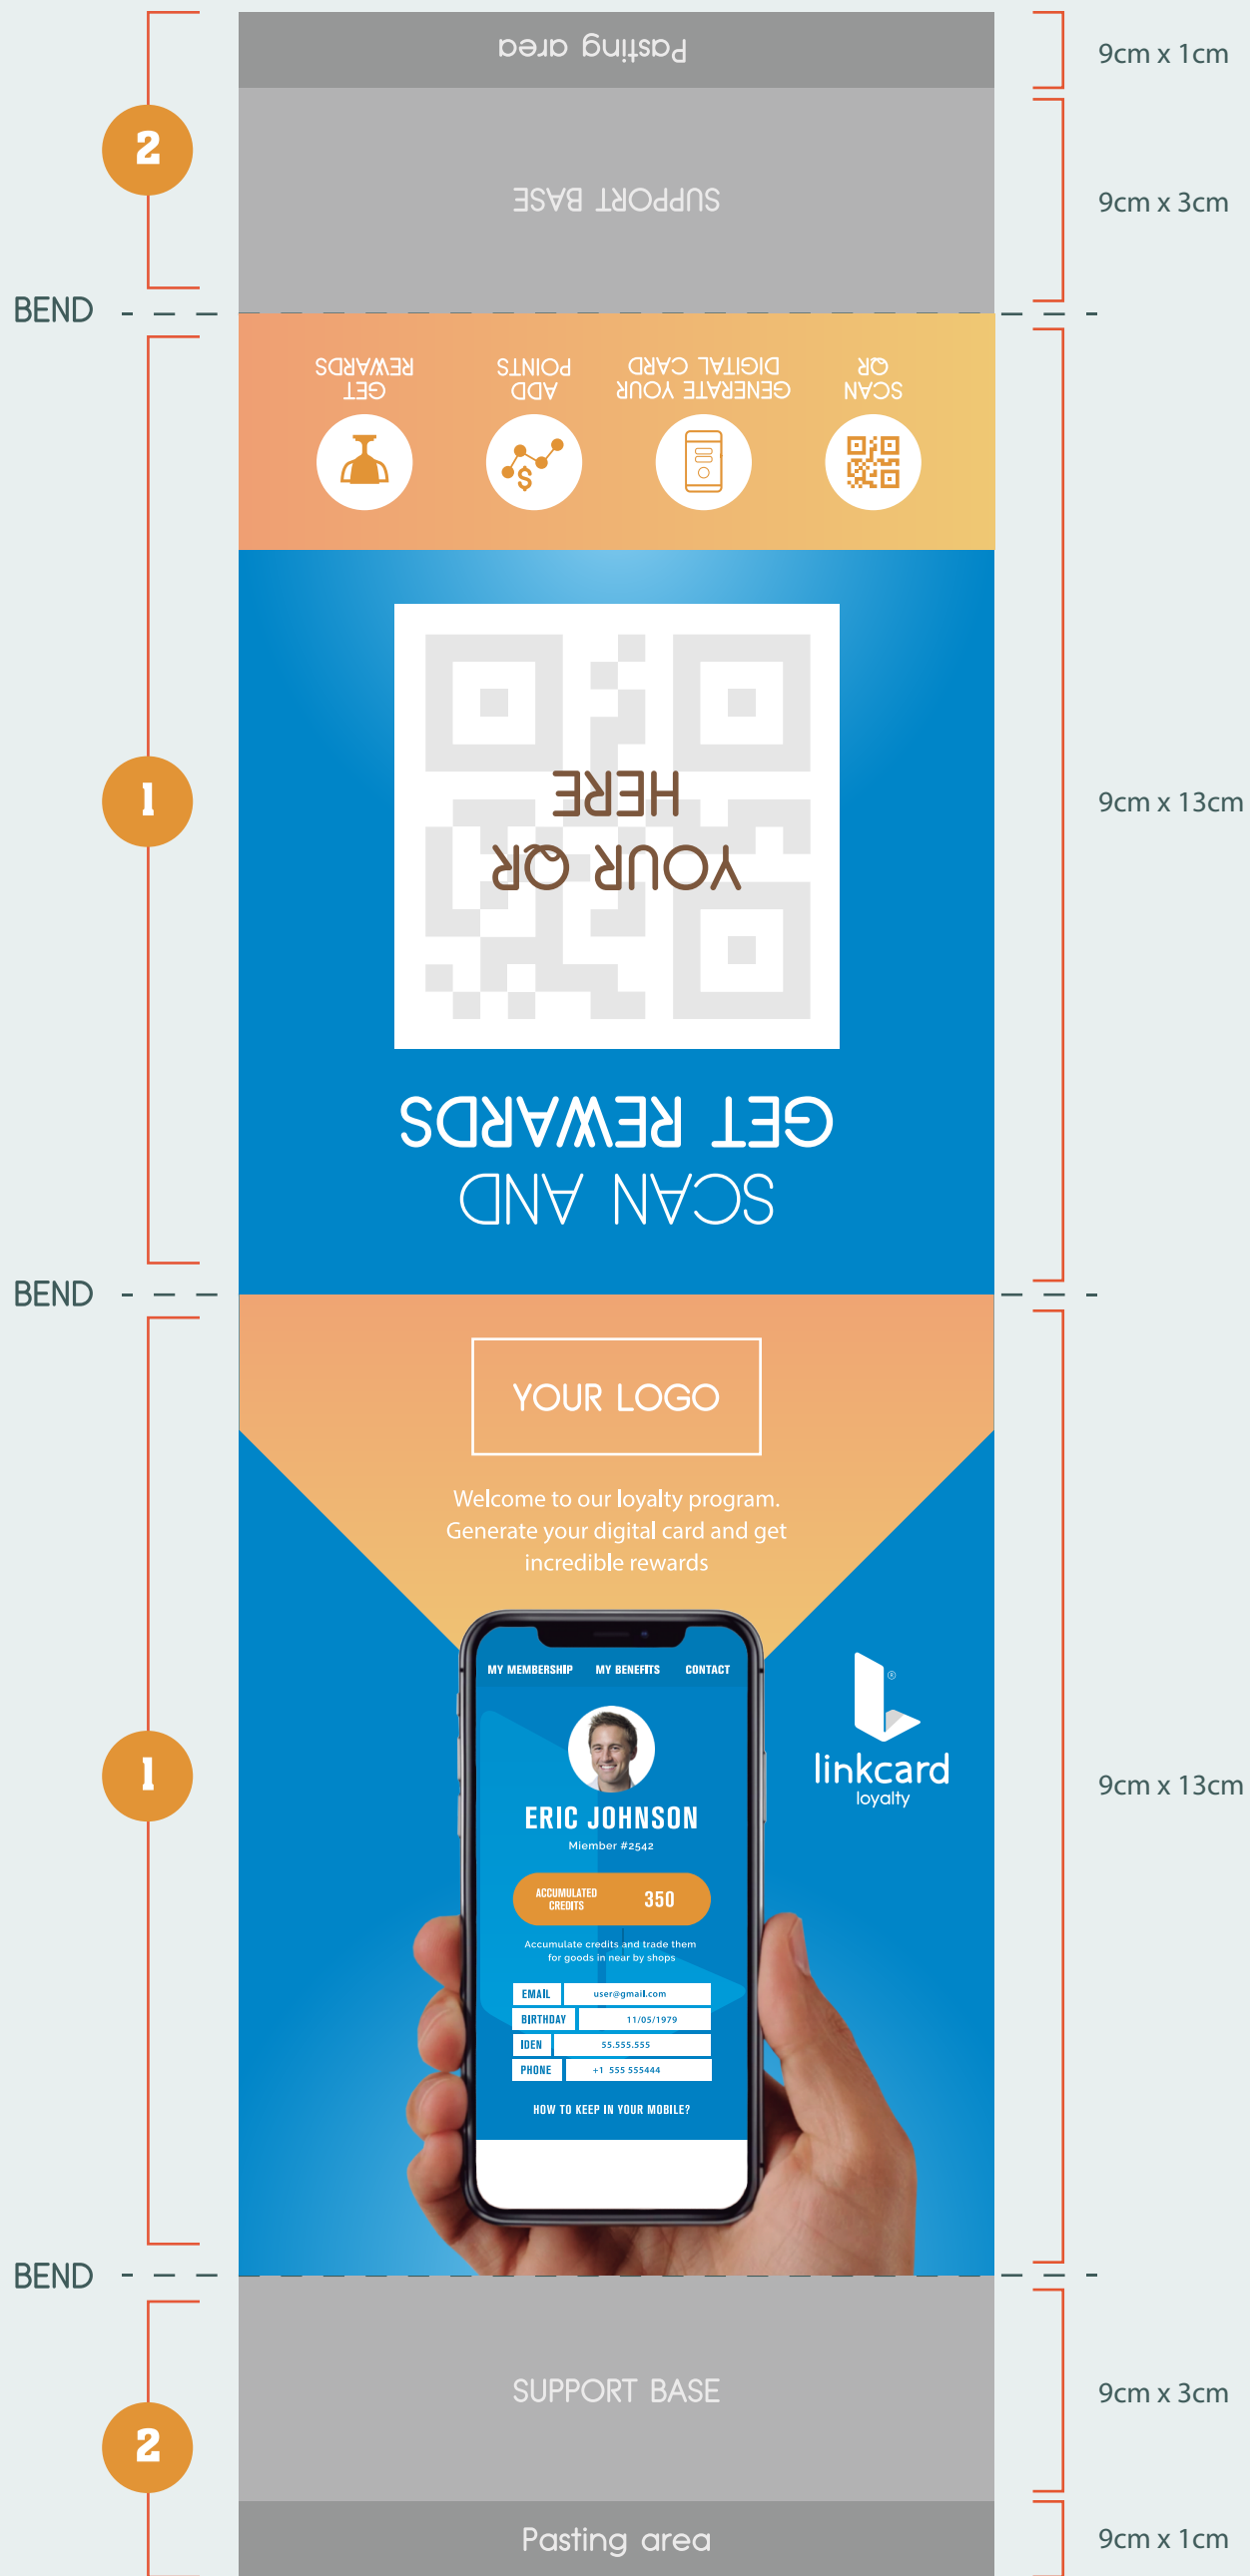 Pasting area
9cm x 1cm
2
SUPPORT BASE
9cm x 3cm
BEND
SCAN
QR
GENERATE YOUR
DIGITAL CARD
ADD
POINTS
GET
REWARDS
$
1
YOUR QR
HERE
9cm x 13cm
SCAN AND
GET REWARDS
BEND
YOUR LOGO
Welcome to our loyalty program.
Generate your digital card and get
incredible rewards
MY MEMBERSHIP MY BENEFITS CONTACT
®
linkcard
loyalty
1
9cm x 13cm
ERIC JOHNSON
Miember #2542
ACCUMULATED
CREDITS
350
Accumulate credits and trade them
for goods in near by shops
EMAIL user@gmail.com
BIRTHDAY 11/05/1979
IDEN 55.555.555
PHONE +1 555 555444
HOW TO KEEP IN YOUR MOBILE?
BEND
SUPPORT BASE
9cm x 3cm
2
Pasting area
9cm x 1cm